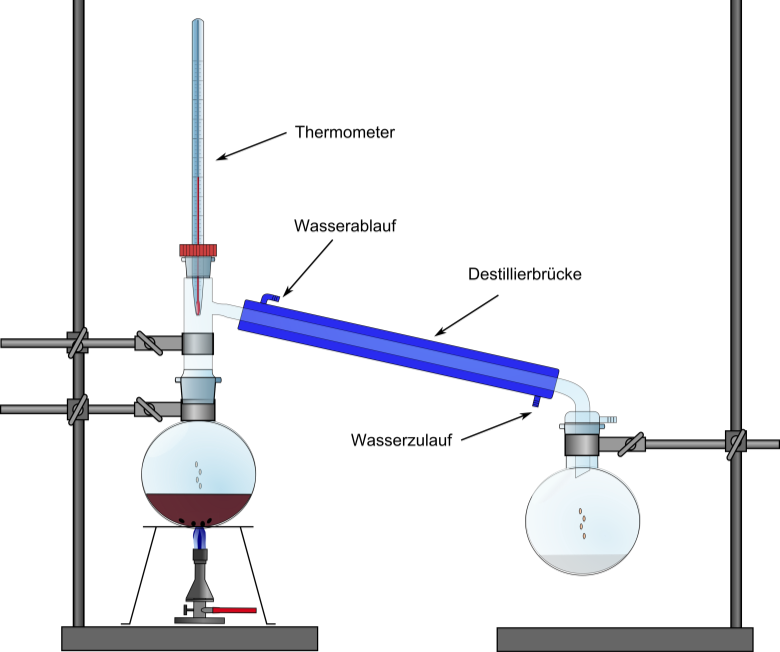 Thermometer
Wasserablauf
Destillierbrücke
Wasserzulauf